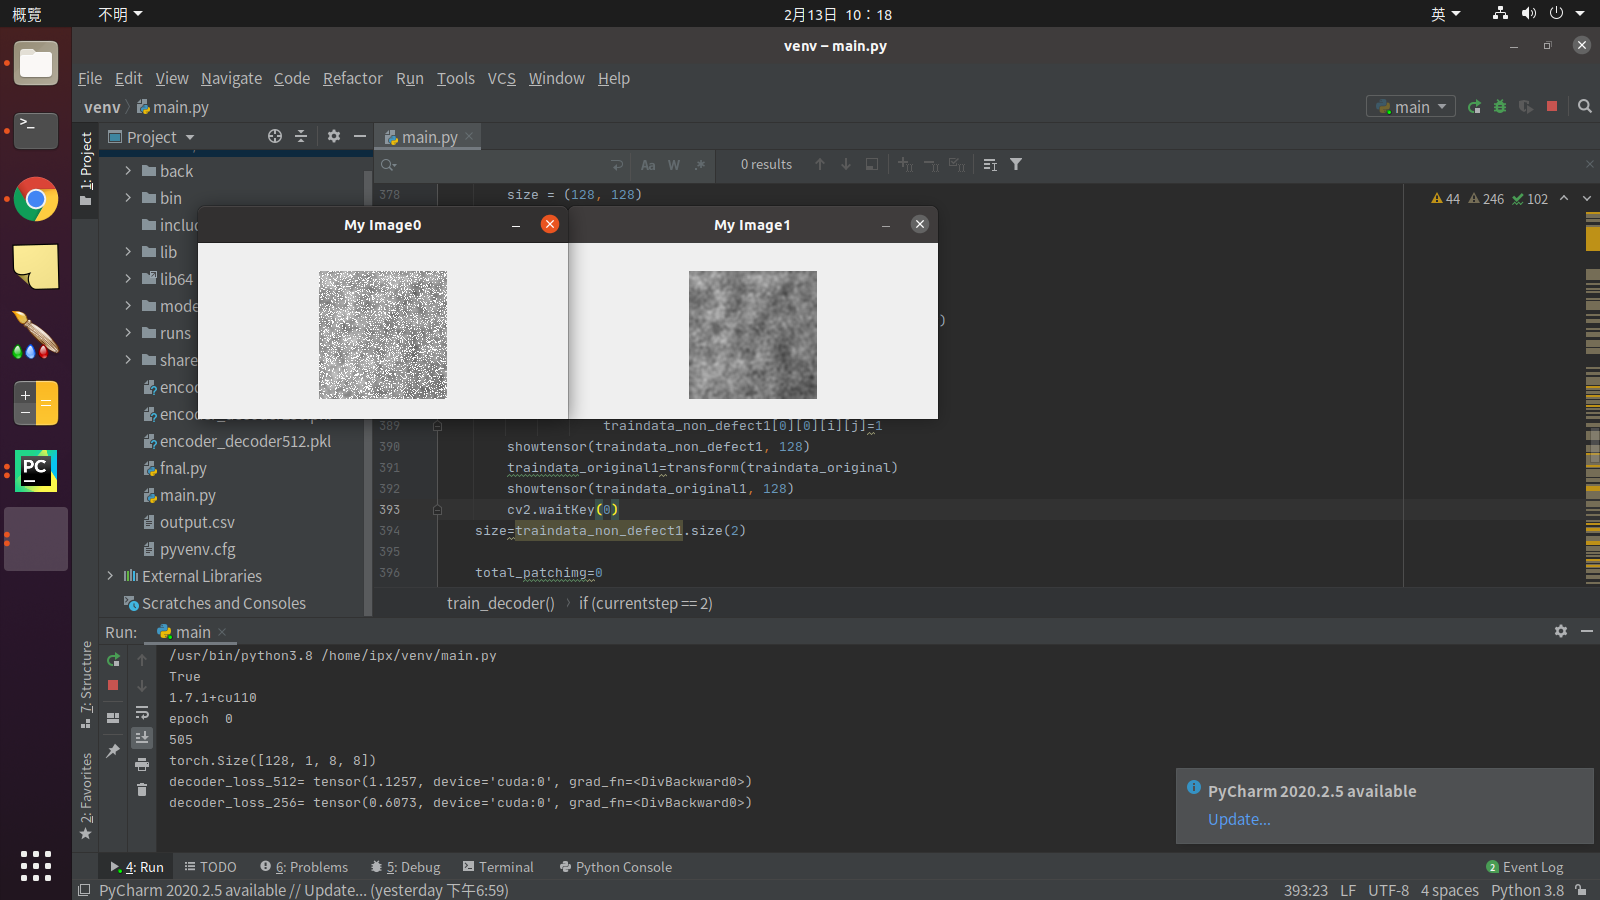 概覽
不明
2月13日 10：18
英
venv – main.py
File Edit View Navigate Code Refactor Run Tools VCS Window Help
venv main.py
main
1: Project
Project
main.py
Aa W .*
0 results
back
bin
lib
lib64
runs
encoder_decoder512.pkl
fnal.py
main.py
output.csv
pyvenv.cfg
External Libraries
Scratches and Consoles
378 size = (128, 128)
44 246 102
My Image0
My Image1
)
389 traindata_non_defect1[0][0][i][j]=1
390 showtensor(traindata_non_defect1, 128)
391 traindata_original1=transform(traindata_original)
392 showtensor(traindata_original1, 128)
393 cv2.waitKey(0)
394 size=traindata_non_defect1.size(2)
395
396 total_patchimg=0
train_decoder() if (currentstep == 2)
Run: main
/usr/bin/python3.8 /home/ipx/venv/main.py
True
1.7.1+cu110
epoch 0
505
torch.Size([128, 1, 8, 8])
decoder_loss_512= tensor(1.1257, device='cuda:0', grad_fn=<DivBackward0>)
decoder_loss_256= tensor(0.6073, device='cuda:0', grad_fn=<DivBackward0>)
7: Structure
2: Favorites
PC
PyCharm 2020.2.5 available
Update...
4: Run TODO 6: Problems 5: Debug Terminal Python Console
2 Event Log
PyCharm 2020.2.5 available // Update... (yesterday 下午6:59)
393:23 LF UTF-8 4 spaces Python 3.8